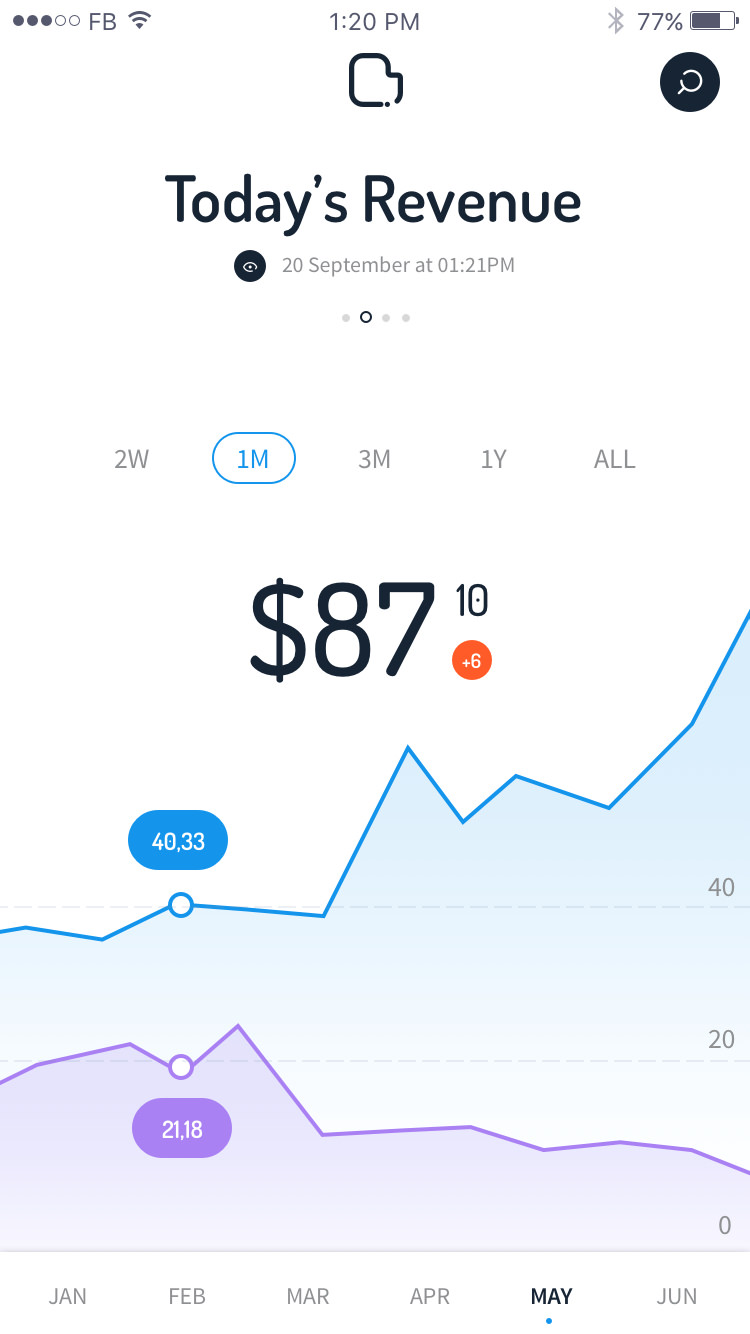 FB 1:20 PM 77%
Today's Revenue
20 September at 01:21PM
2W 1M 3M 1Y ALL
$87 10
+6
40,33
40
20
21,18
0
JAN FEB MAR APR MAY JUN